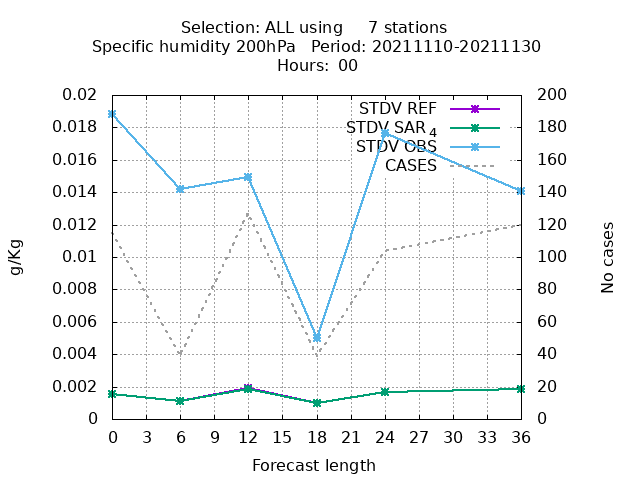 Selection: ALL using     7 stations
Specific humidity 200hPa   Period: 20211110-20211130
Hours: 00
0.02
0.018
0.016
0.014
0.012
0.01
0.008
0.006
0.004
0.002
0
g/Kg
STDV REF
STDV SAR 4
STDV OBS
CASES
200
180
160
140
120
100
80
60
40
20
0
No cases
0 3 6 9 12 15 18 21 24 27 30 33 36
Forecast length